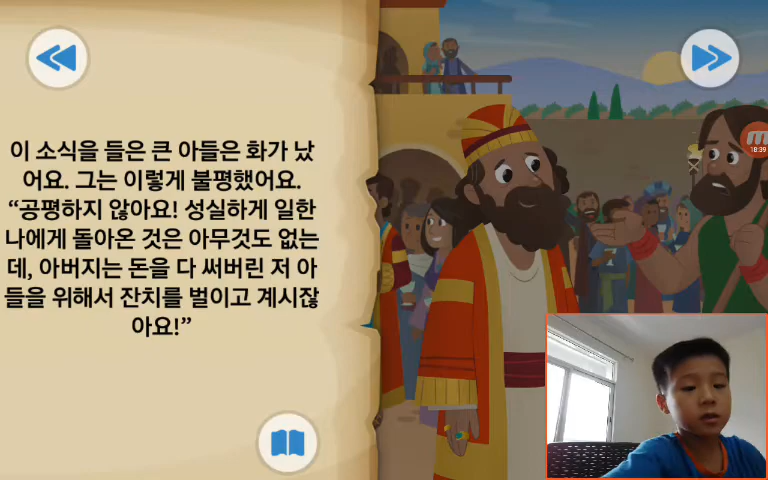 이 소식을 들은 큰 아들은 화가 났
어요. 그는 이렇게 불평했어요.
“공평하지 않아요! 성실하게 일한
나에게 돌아온 것은 아무것도 없는
데, 아버지는 돈을 다 써버린 저 아
들을 위해서 잔치를 벌이고 계시잖
아요!”
18:39